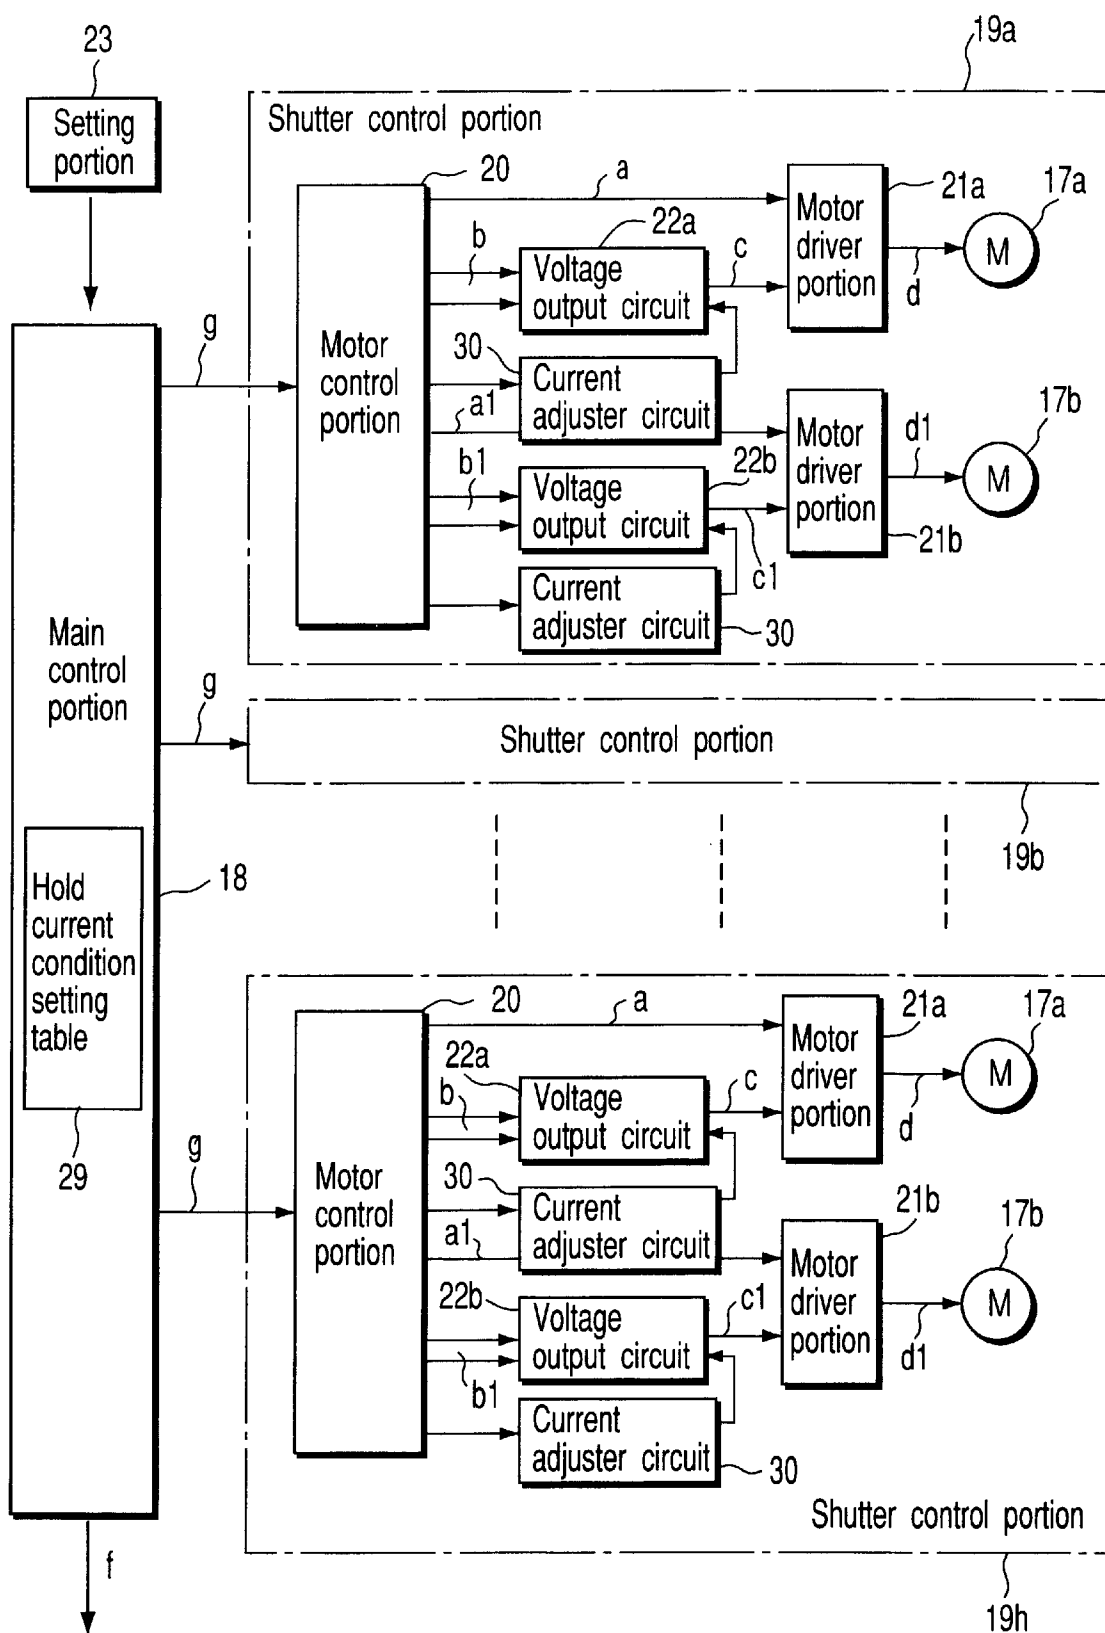 23
Setting
portion
19a
Shutter control portion
20
a
21a
17a
22a
b
Voltage
output circuit
c
Motor
driver
portion
d
M
g
Motor
control
portion
30
Current
adjuster circuit
a1
17b
b1
22b
Voltage
output circuit
Motor
driver
portion
d1
M
21b
c1
Current
adjuster circuit
30
Main
control
portion
g
Shutter control portion
19b
18
Hold
current
condition
setting
table
29
20
a
21a
17a
22a
b
Voltage
output circuit
c
Motor
driver
portion
d
M
g
Motor
control
portion
30
Current
adjuster circuit
a1
21b
17b
22b
Voltage
output circuit
c1
Motor
driver
portion
d1
M
b1
Current
adjuster circuit
30
Shutter control portion
19h
f